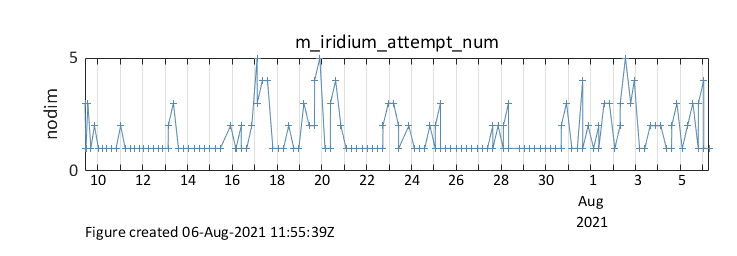 m_iridium_attempt_num
5
nodim
0
10 12 14 16 18 20 22 24 26 28 30 1 3 5
Aug
2021
Figure created 06-Aug-2021 11:55:39Z